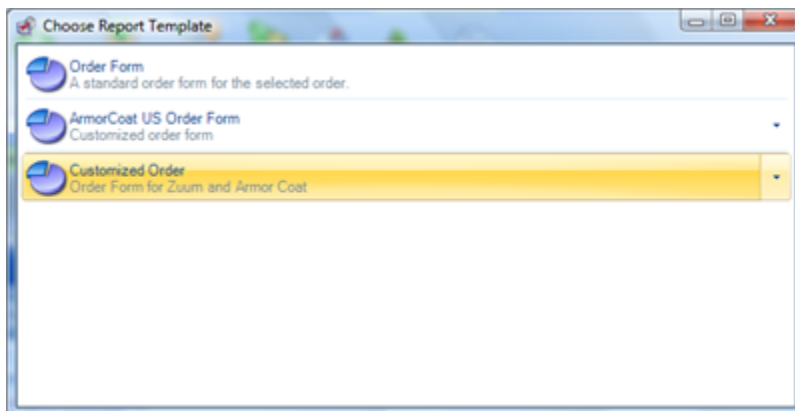 Choose Report Template
Order Form
A standard order form for the selected order.
ArmorCoat US Order Form
Customized order form
Customized Order
Order Form for Zuum and Armor Coat